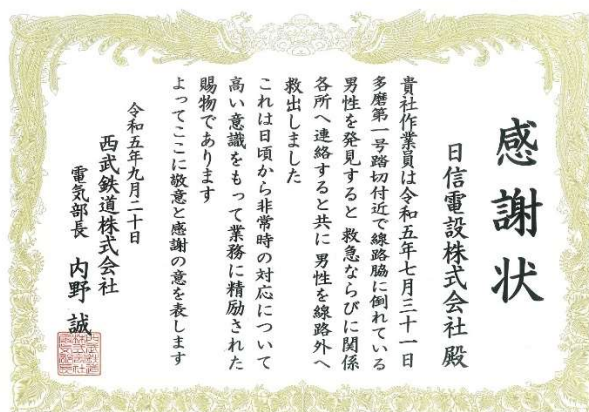 感謝状
日信電設株式会社 殿
貴社作業員は令和五年七月三十一日
多磨第一号踏切付近で線路脇に倒れている
男性を発見すると 救急ならびに関係
各所へ連絡すると共に 男性を線路外へ
救出しました
これは日頃から非常時の対応について
高い意識をもって業務に精励された
賜物であります
よってここに敬意と感謝の意を表します
令和五年九月二十日
西武鉄道株式会社
電気部長 内野 誠